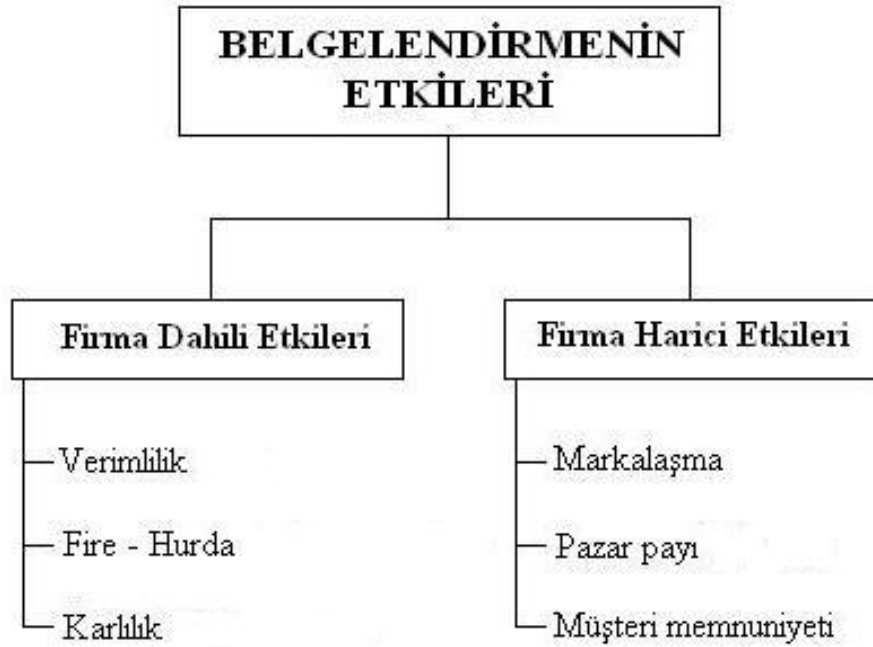 BELGELENDİRMENİN
ETKİLERİ
Firma Dahili Etkileri
Verimlilik
Fire - Hurda
Karlılık
Firma Harici Etkileri
Markalaşma
Pazar payı
Müşteri memnuniyeti